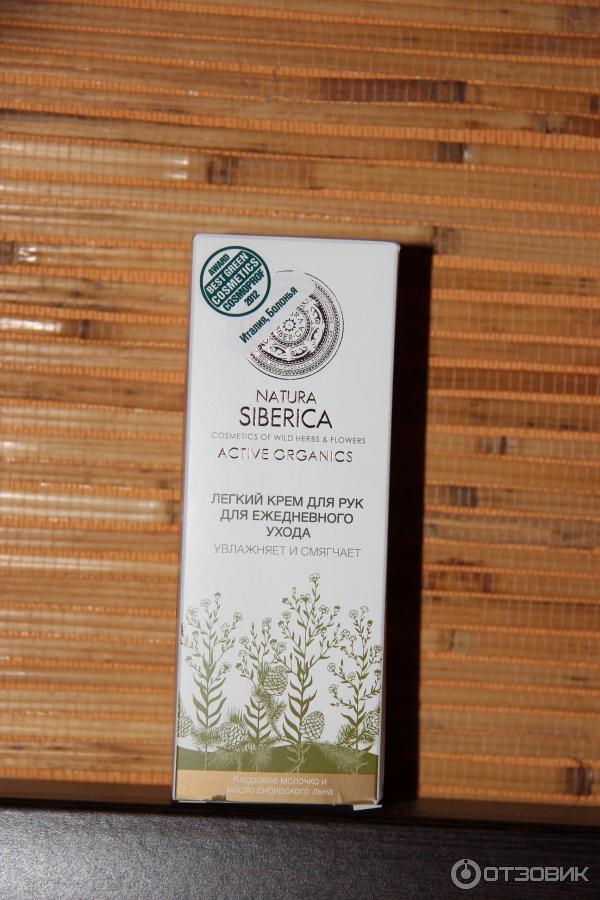 AWARD
BEST GREEN
COSMETICS
COSMOPROF
2012
Италия, Болонья
NATURA
SIBERICA
COSMETICS OF WILD HERBS & FLOWERS
ACTIVE ORGANICS
ЛЕГКИЙ КРЕМ ДЛЯ РУК
ДЛЯ ЕЖЕДНЕВНОГО
УХОДА
УВЛАЖНЯЕТ И СМЯГЧАЕТ
Кедровое молочко и
масло сибирского льна
ОТЗОВИК